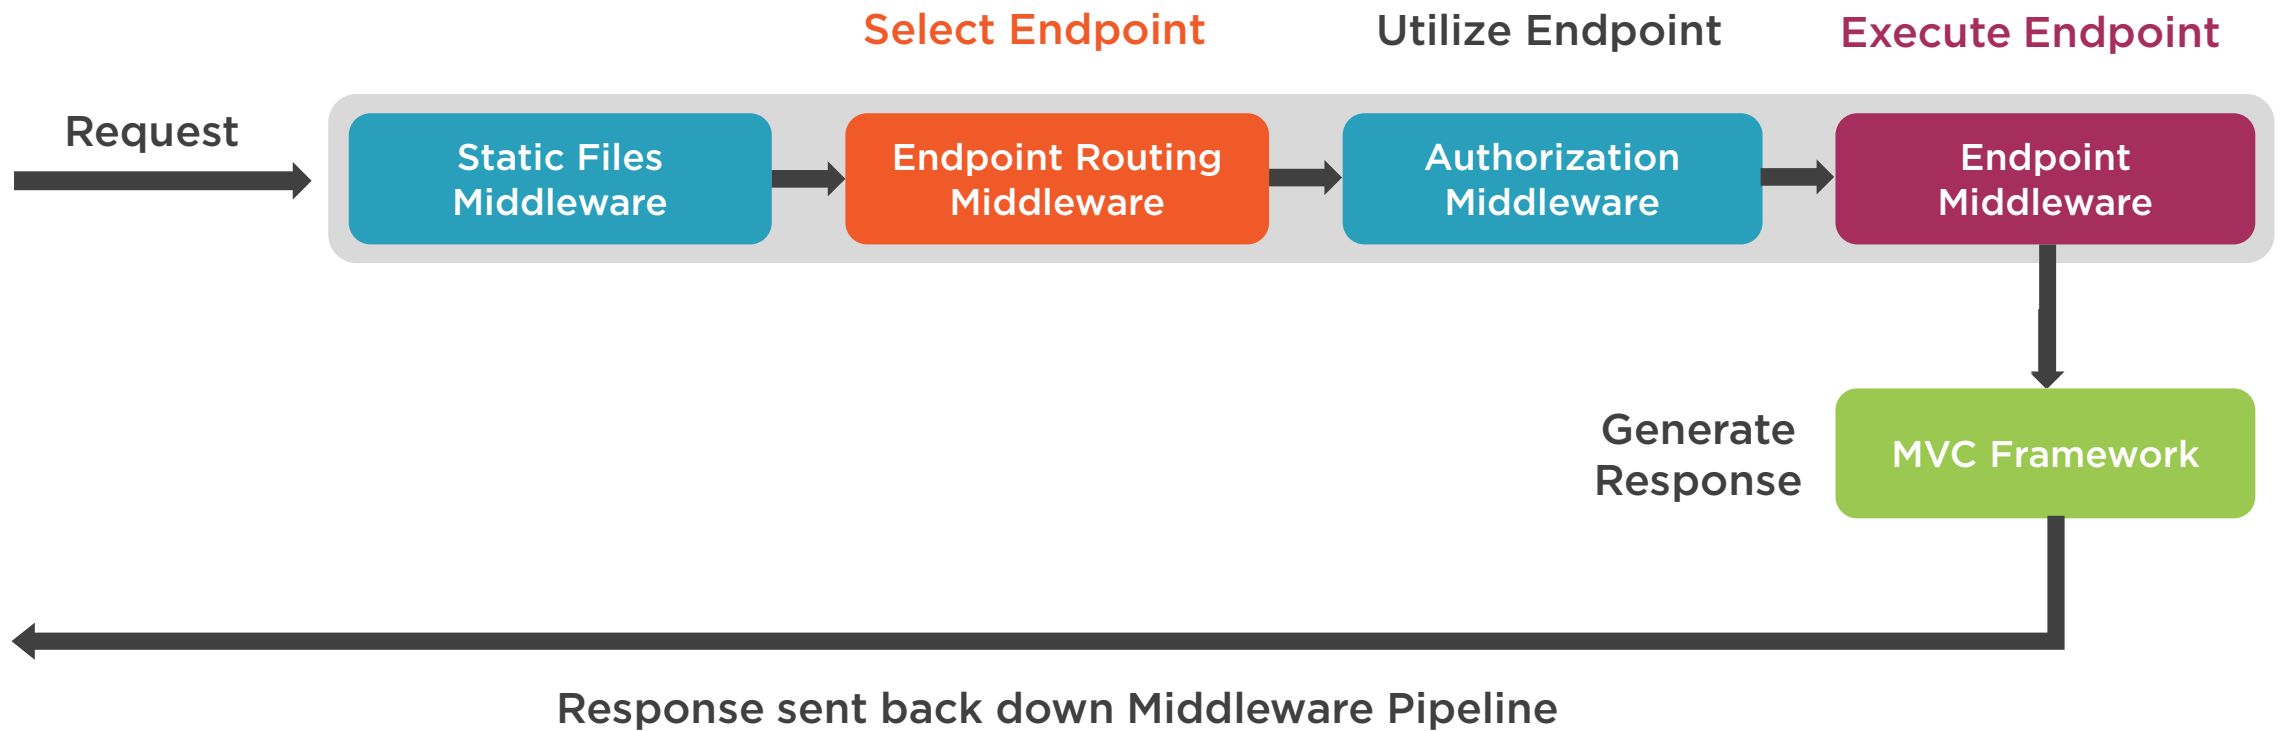 Select Endpoint
Utilize Endpoint
Execute Endpoint
Request
Static Files
Middleware
Endpoint Routing
Middleware
Authorization
Middleware
Endpoint
Middleware
Generate
Response
MVC Framework
Response sent back down Middleware Pipeline